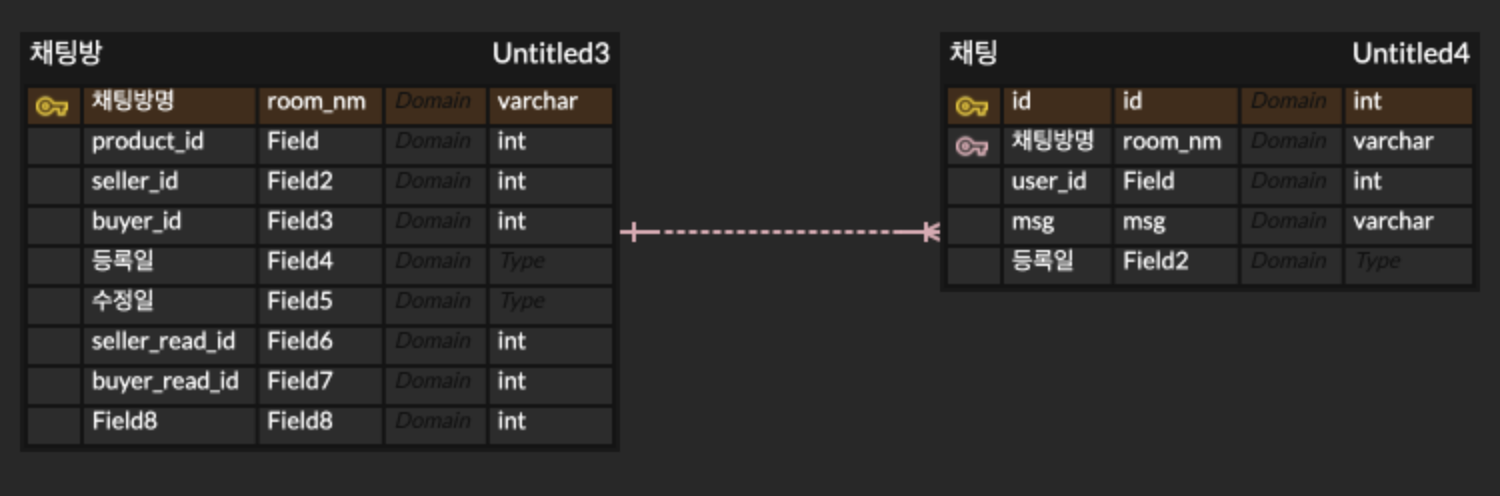 채팅방 Untitled3
채팅방명 room_nm Domain varchar
product_id Field Domain int
seller_id Field2 Domain int
buyer_id Field3 Domain int
등록일 Field4 Domain Type
수정일 Field5 Domain Type
seller_read_id Field6 Domain int
buyer_read_id Field7 Domain int
Field8 Field8 Domain int
채팅 Untitled4
id id Domain int
채팅방명 room_nm Domain varchar
user_id Field Domain int
msg msg Domain varchar
등록일 Field2 Domain Type